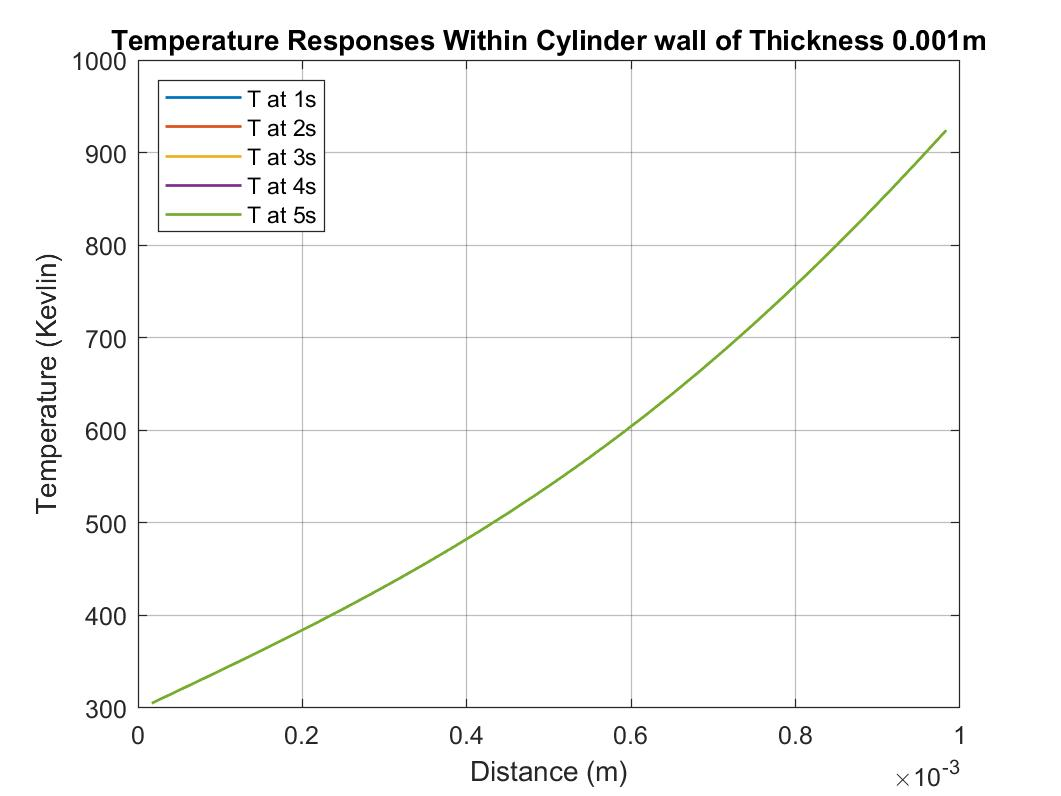 Temperature Responses Within Cylinder wall of Thickness 0.001m
1000
900
800
700
600
500
400
300
Temperature (Kevlin)
T at 1s
T at 2s
T at 3s
T at 4s
T at 5s
0 0.2 0.4 0.6 0.8 1
Distance (m)
×10^-3